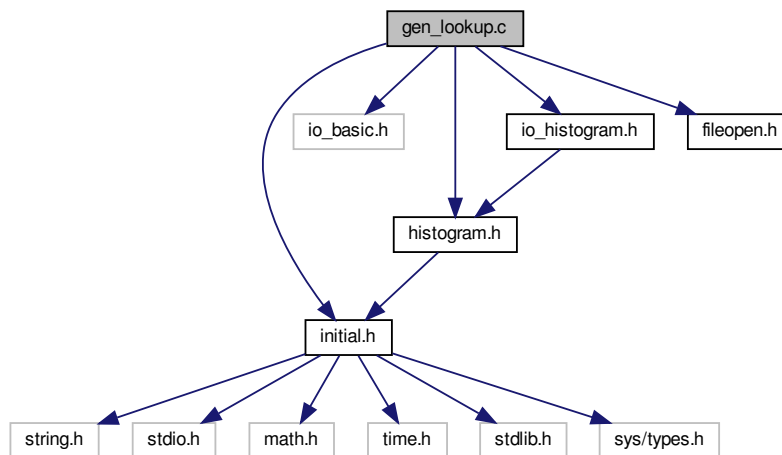 gen_lookup.c
io_basic.h
io_histogram.h
fileopen.h
histogram.h
initial.h
string.h
stdio.h
math.h
time.h
stdlib.h
sys/types.h